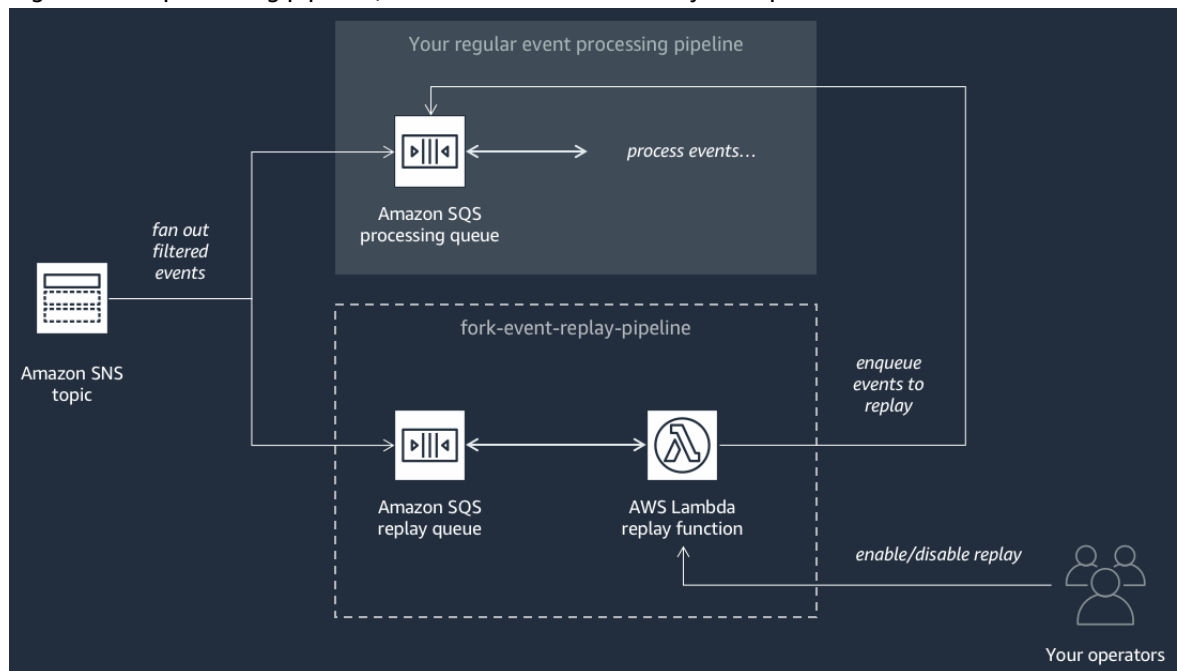 Your regular event processing pipeline
process events...
Amazon SQS
processing queue
fan out
filtered
events
Amazon SNS
topic
fork-event-replay-pipeline
enqueue
events to
replay
Amazon SQS
replay queue
AWS Lambda
replay function
enable/disable replay
Your operators